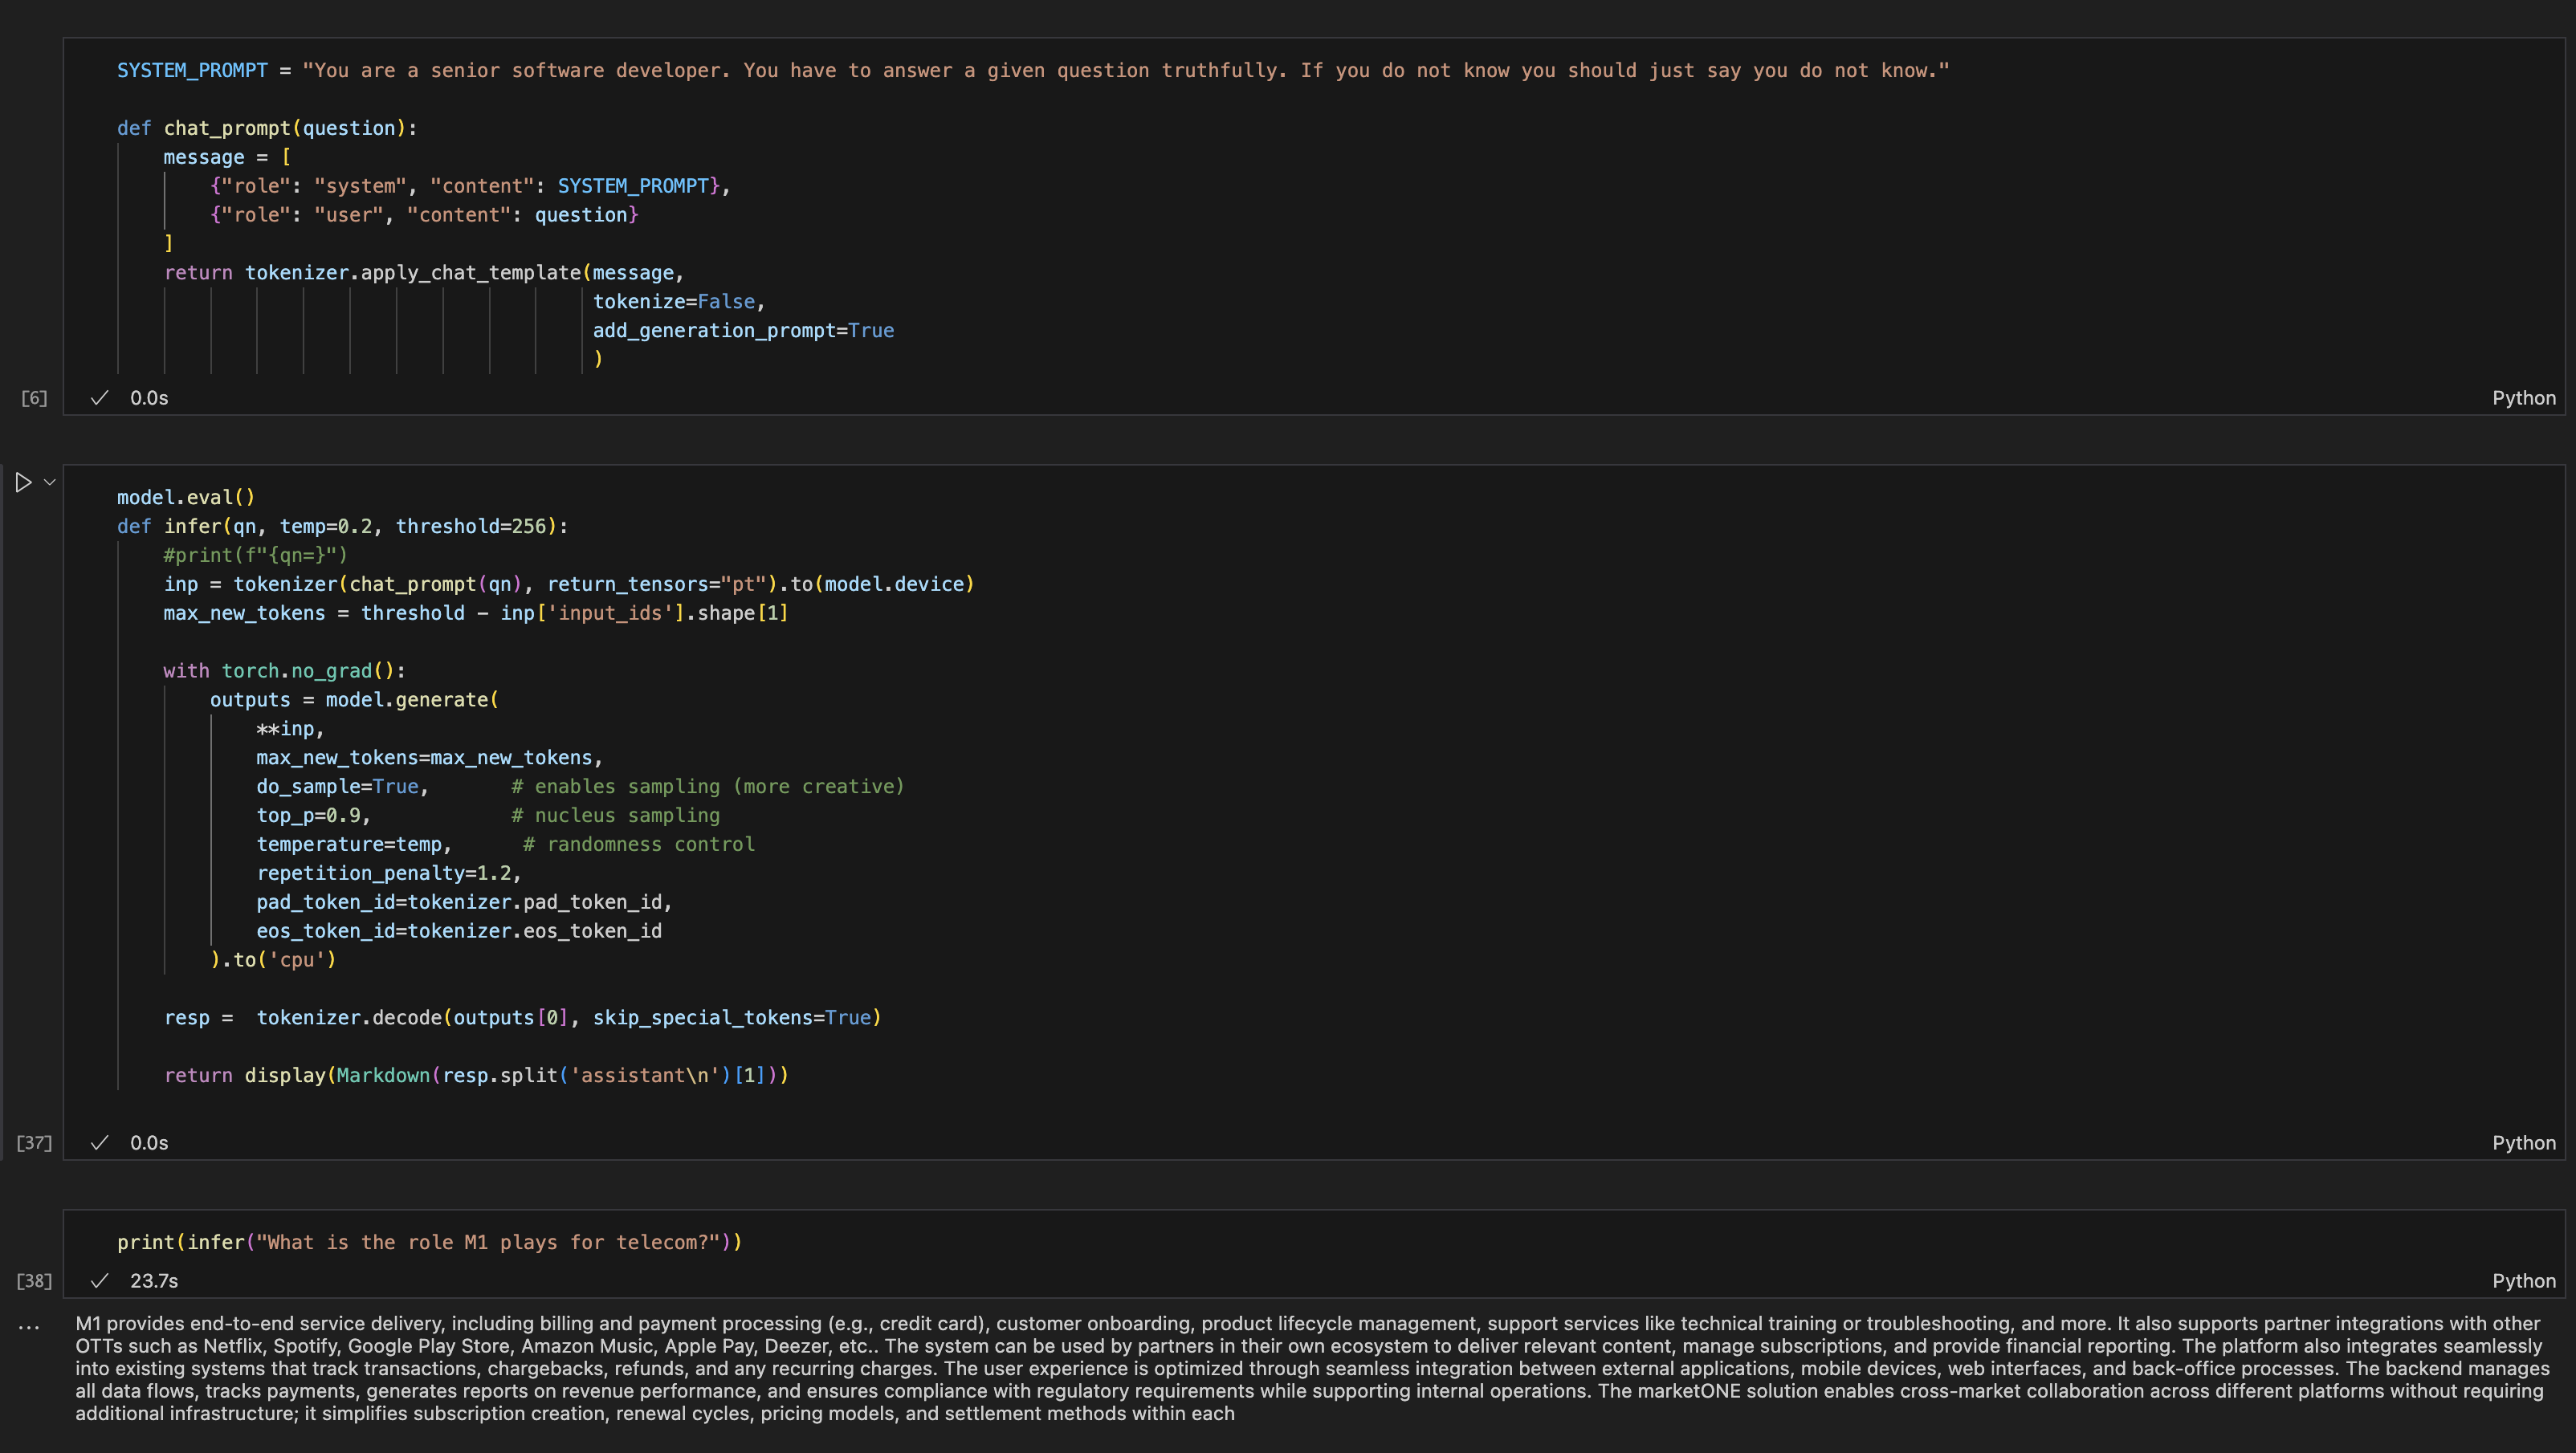 SYSTEM_PROMPT = "You are a senior software developer. You have to answer a given question truthfully. If you do not know you should just say you do not know."
def chat_prompt(question):
    message = [
        {"role": "system", "content": SYSTEM_PROMPT},
        {"role": "user", "content": question}
    ]
    return tokenizer.apply_chat_template(message,
                                         tokenize=False,
                                         add_generation_prompt=True
                                         )
[6] 0.0s Python
model.eval()
def infer(qn, temp=0.2, threshold=256):
    #print(f"{qn=}")
    inp = tokenizer(chat_prompt(qn), return_tensors="pt").to(model.device)
    max_new_tokens = threshold - inp['input_ids'].shape[1]
    with torch.no_grad():
        outputs = model.generate(
            **inp,
            max_new_tokens=max_new_tokens,
            do_sample=True,       # enables sampling (more creative)
            top_p=0.9,            # nucleus sampling
            temperature=temp,      # randomness control
            repetition_penalty=1.2,
            pad_token_id=tokenizer.pad_token_id,
            eos_token_id=tokenizer.eos_token_id
        ).to('cpu')
    resp =  tokenizer.decode(outputs[0], skip_special_tokens=True)
    return display(Markdown(resp.split('assistant\n')[1]))
[37] 0.0s Python
print(infer("What is the role M1 plays for telecom?"))
[38] 23.7s Python
M1 provides end-to-end service delivery, including billing and payment processing (e.g., credit card), customer onboarding, product lifecycle management, support services like technical training or troubleshooting, and more. It also supports partner integrations with other
OTTs such as Netflix, Spotify, Google Play Store, Amazon Music, Apple Pay, Deezer, etc.. The system can be used by partners in their own ecosystem to deliver relevant content, manage subscriptions, and provide financial reporting. The platform also integrates seamlessly
into existing systems that track transactions, chargebacks, refunds, and any recurring charges. The user experience is optimized through seamless integration between external applications, mobile devices, web interfaces, and back-office processes. The backend manages
all data flows, tracks payments, generates reports on revenue performance, and ensures compliance with regulatory requirements while supporting internal operations. The marketONE solution enables cross-market collaboration across different platforms without requiring
additional infrastructure; it simplifies subscription creation, renewal cycles, pricing models, and settlement methods within each